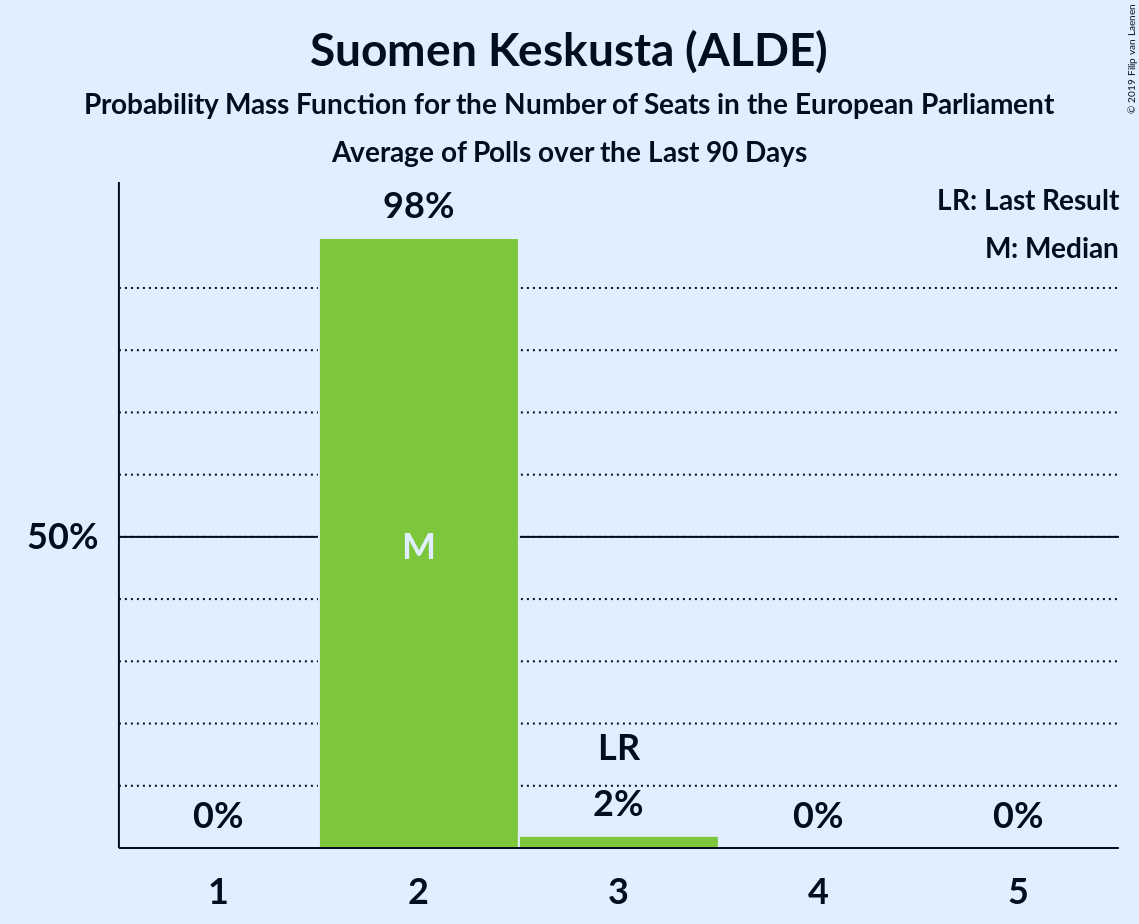 Suomen Keskusta (ALDE)
Probability Mass Function for the Number of Seats in the European Parliament
Average of Polls over the Last 90 Days
© 2019 Filip van Laenen
LR: Last Result
M: Median
98%
50%
M
LR
0%
2%
0%
0%
1
2
3
4
5